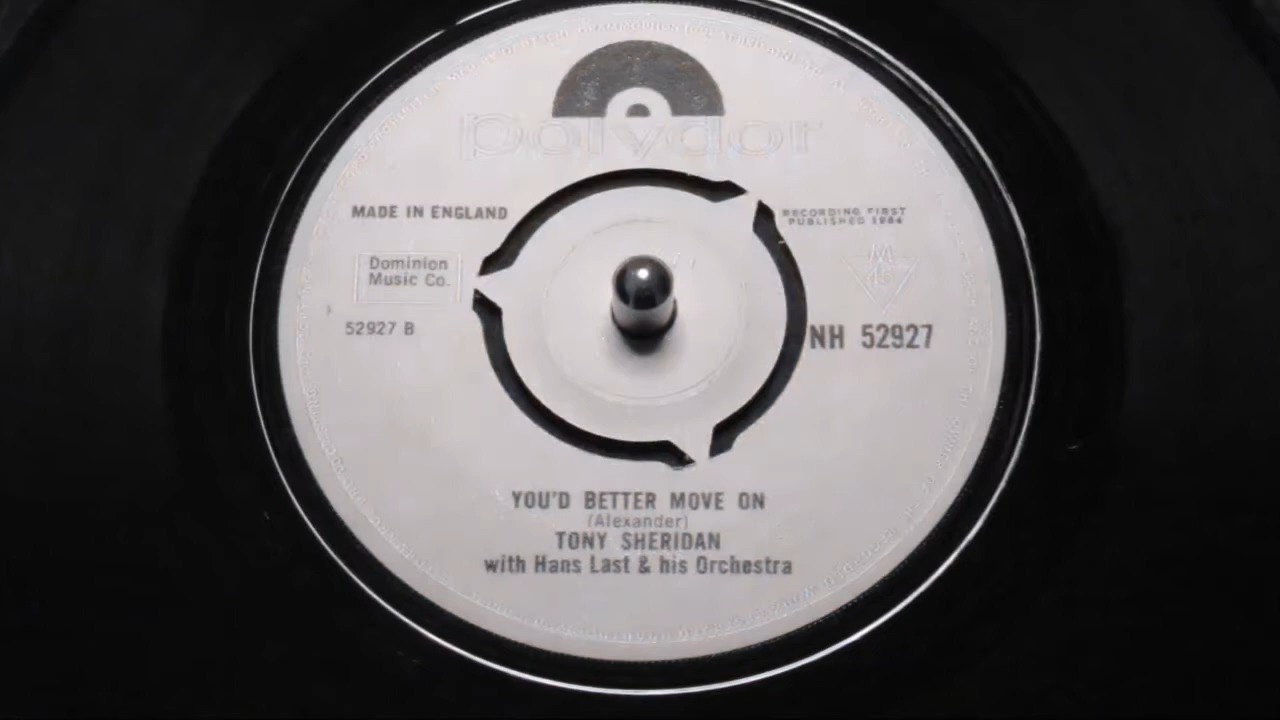 polydor
MADE IN ENGLAND
RECORDING FIRST
PUBLISHED 1964
Dominion
Music Co.
52927 B
NH 52927
YOU'D BETTER MOVE ON
(Alexander)
TONY SHERIDAN
with Hans Last & his Orchestra